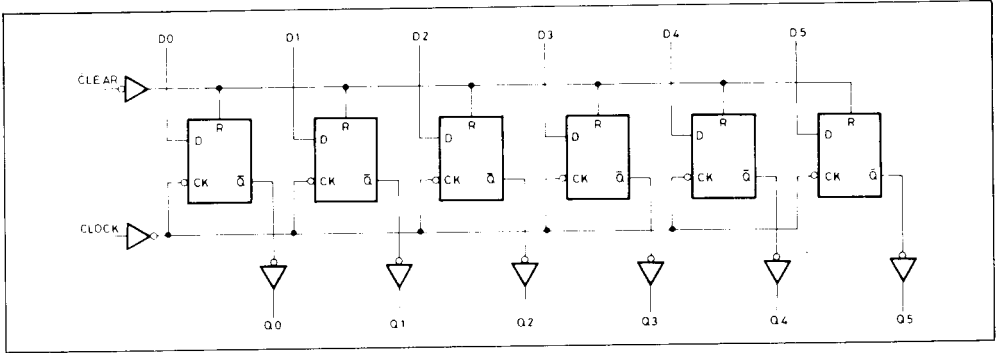 D0 D1 D2 D3 D4 D5
CLEAR
R R R R R R
D D D D D D
CK Q̅ CK Q̅ CK Q̅ CK Q̅ CK Q̅ CK Q̅
CLOCK
Q0 Q1 Q2 Q3 Q4 Q5